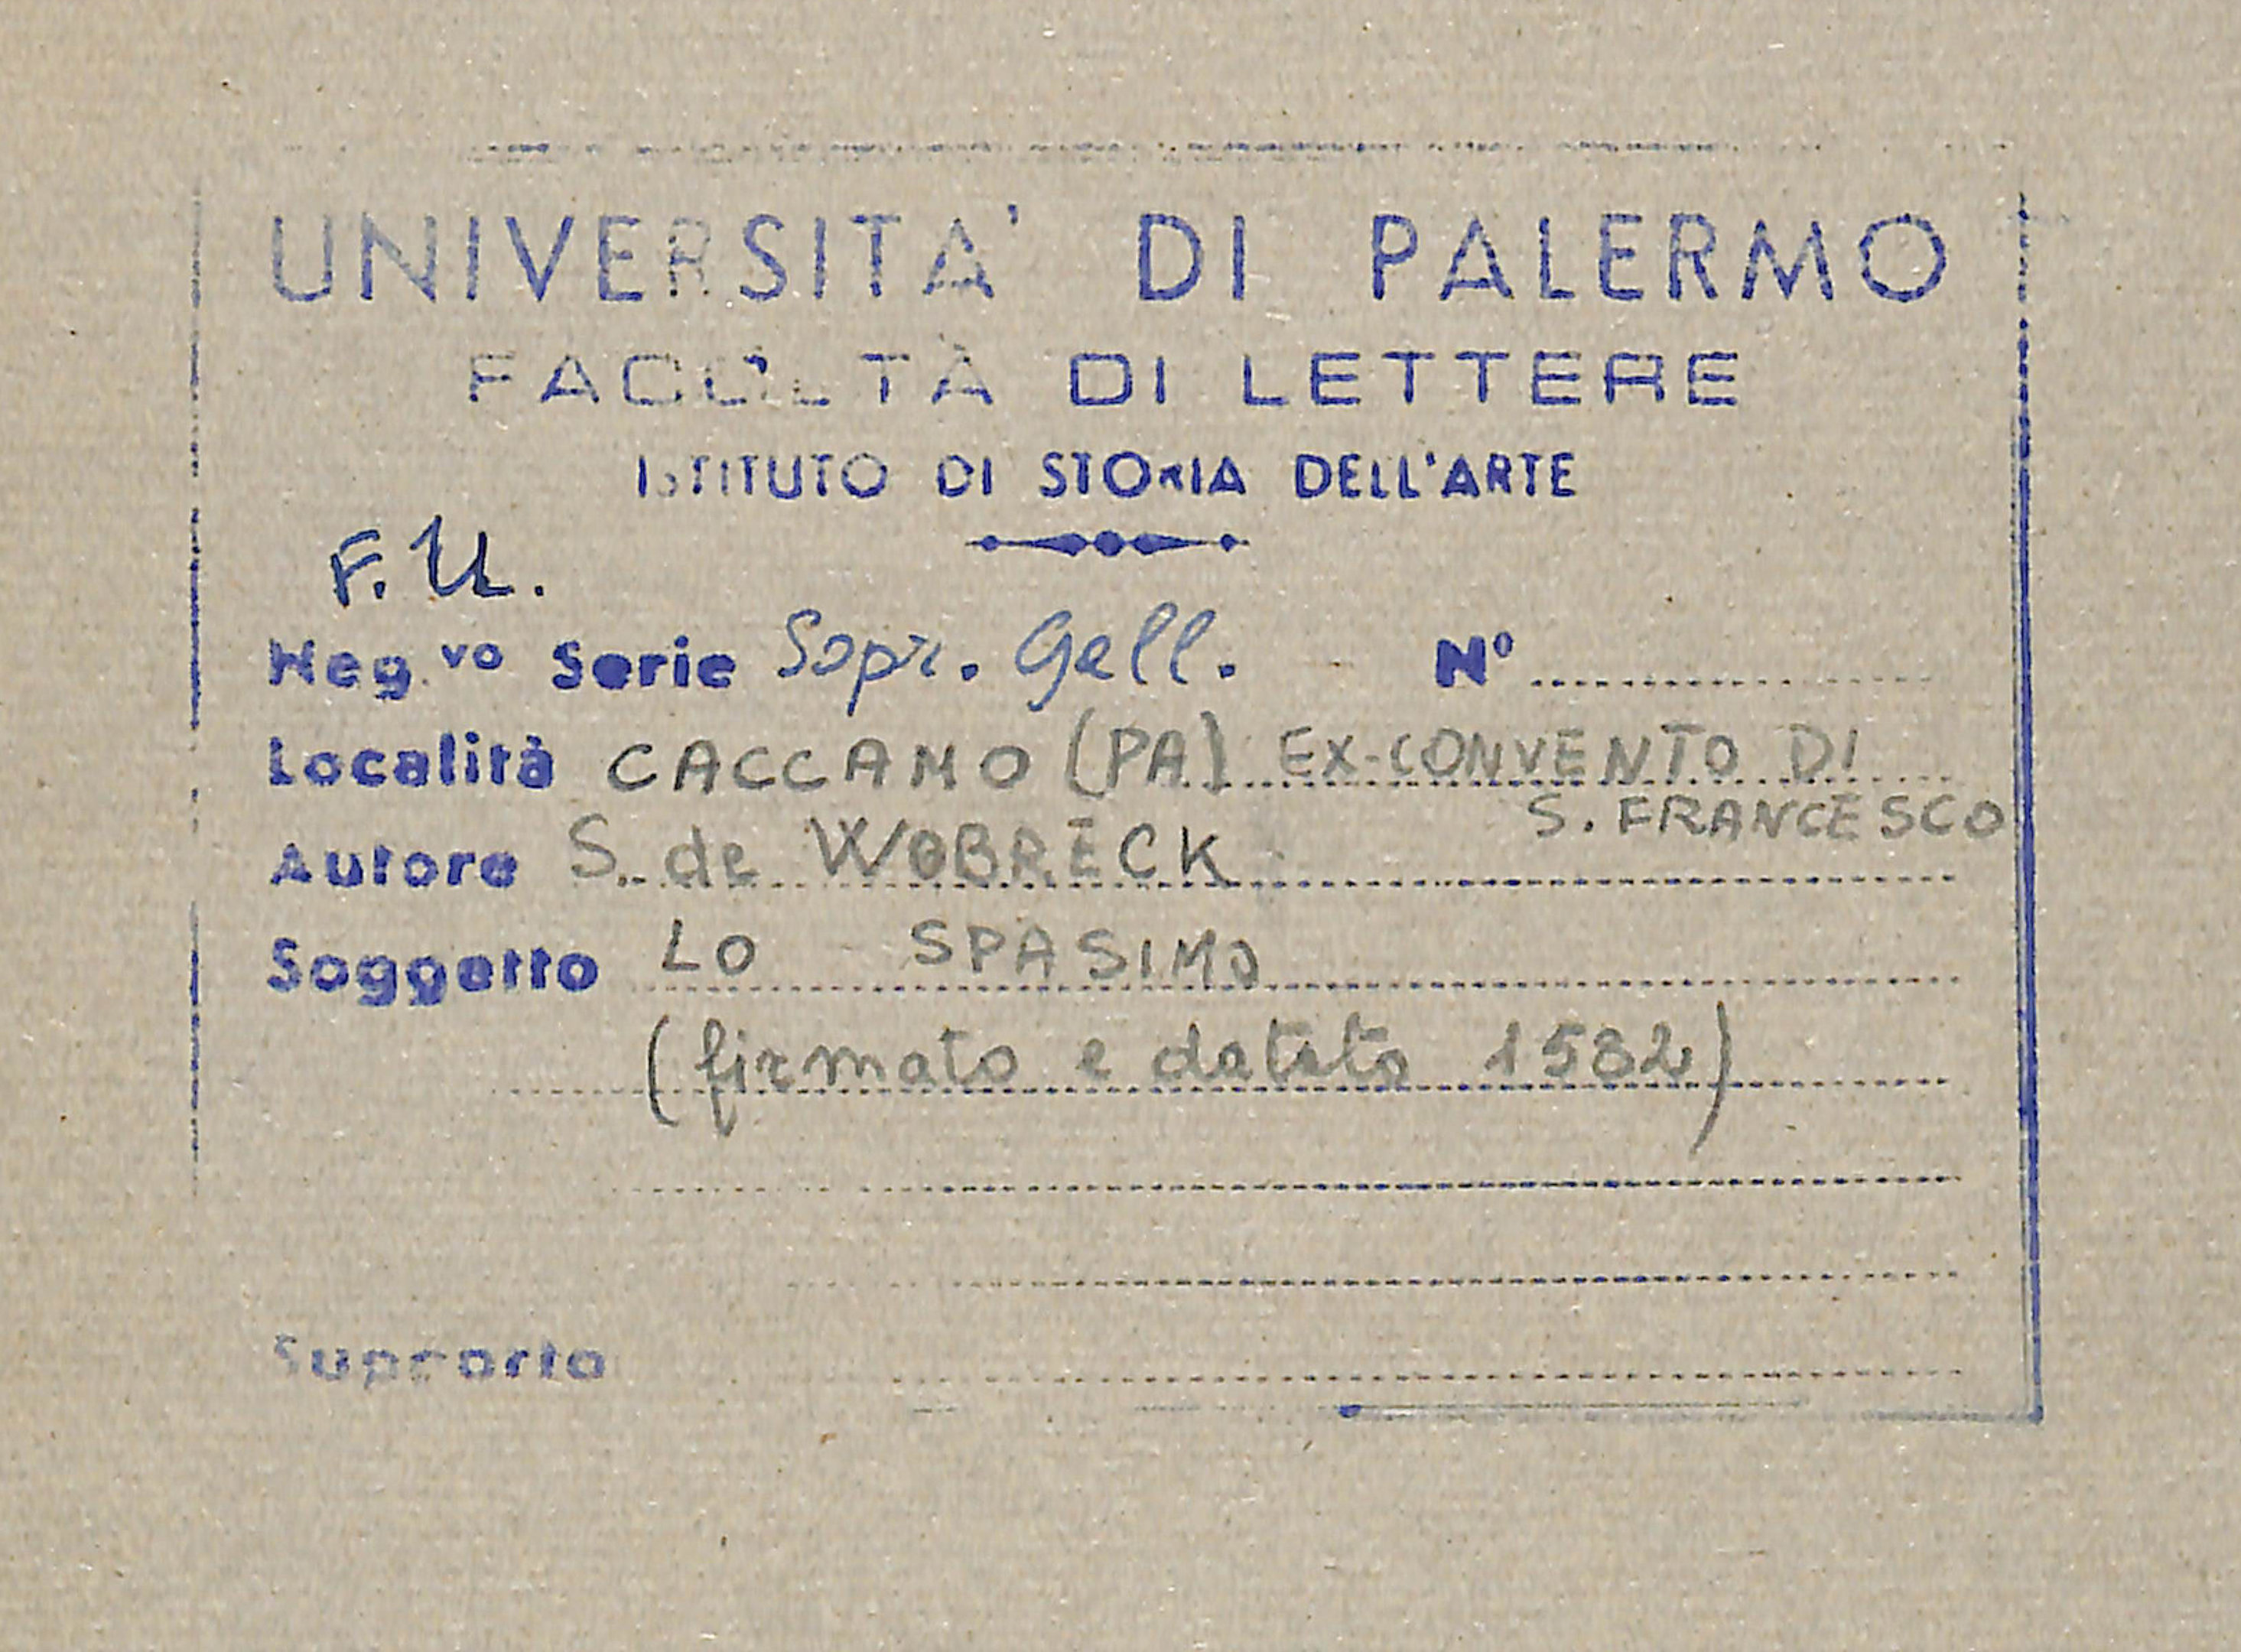 UNIVERSITA' DI PALERMO
FACOLTÀ DI LETTERE
ISTITUTO DI STORIA DELL'ARTE
F.U.
Neg.vo Serie Sopr. Gall. N°
Località CACCAMO (PA) EX-CONVENTO DI
S. FRANCESCO
Autore S. de WOBRECK
Soggetto LO SPASIMO
(firmato e datato 1582)
Supporto